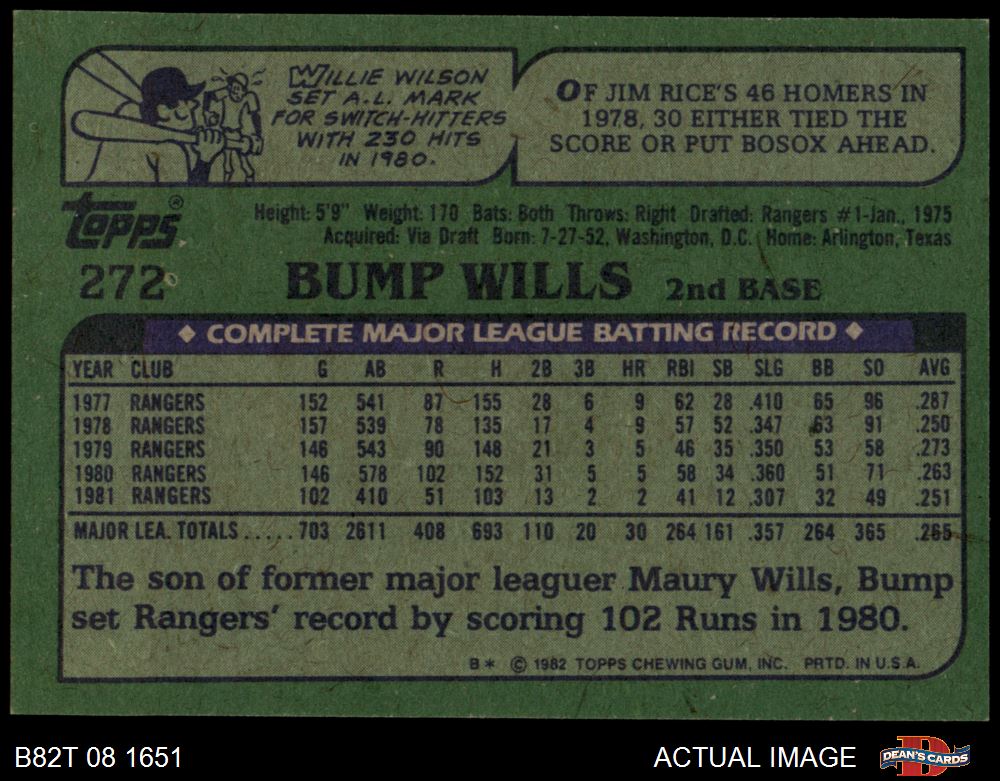 WILLIE WILSON
SET A.L. MARK
FOR SWITCH-HITTERS
WITH 230 HITS
IN 1980.
OF JIM RICE'S 46 HOMERS IN
1978, 30 EITHER TIED THE
SCORE OR PUT BOSOX AHEAD.
Topps®
Height: 5'9" Weight: 170 Bats: Both Throws: Right Drafted: Rangers #1-Jan., 1975
Acquired: Via Draft Born: 7-27-52, Washington, D.C. Home: Arlington, Texas
272 BUMP WILLS 2nd BASE
◆ COMPLETE MAJOR LEAGUE BATTING RECORD ◆
YEAR CLUB G AB R H 2B 3B HR RBI SB SLG BB SO AVG
1977 RANGERS 152 541 87 155 28 6 9 62 28 .410 65 96 .287
1978 RANGERS 157 539 78 135 17 4 9 57 52 .347 63 91 .250
1979 RANGERS 146 543 90 148 21 3 5 46 35 .350 53 58 .273
1980 RANGERS 146 578 102 152 31 5 5 58 34 .360 51 71 .263
1981 RANGERS 102 410 51 103 13 2 2 41 12 .307 32 49 .251
MAJOR LEA. TOTALS.....703 2611 408 693 110 20 30 264 161 .357 264 365 .265
The son of former major leaguer Maury Wills, Bump
set Rangers' record by scoring 102 Runs in 1980.
B* © 1982 TOPPS CHEWING GUM, INC. PRTD. IN U.S.A.
B82T 08 1651
ACTUAL IMAGE
DEAN'S CARDS